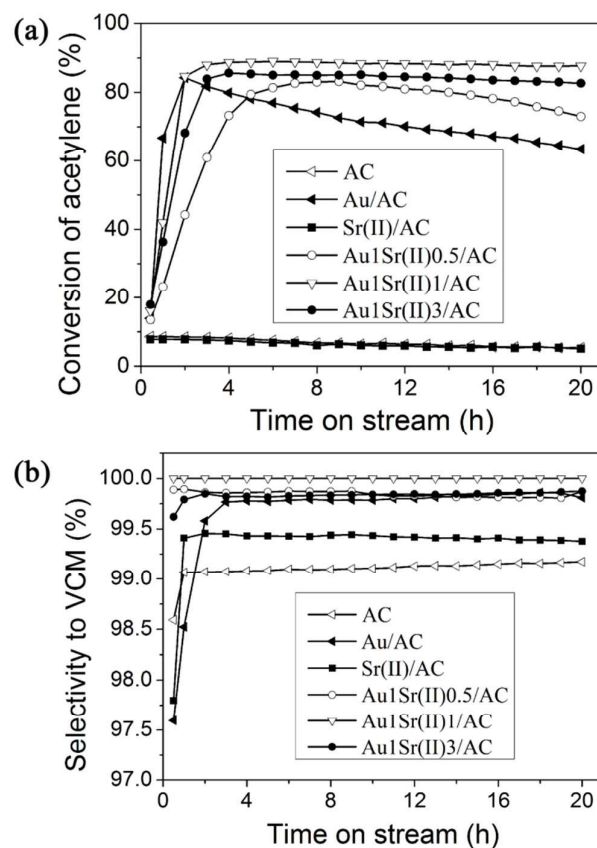 (a)
Conversion of acetylene (%)
100
80
60
40
20
0
AC
Au/AC
Sr(II)/AC
Au1Sr(II)0.5/AC
Au1Sr(II)1/AC
Au1Sr(II)3/AC
0 4 8 12 16 20
Time on stream (h)
(b)
Selectivity to VCM (%)
100.0
99.5
99.0
98.5
98.0
97.5
97.0
AC
Au/AC
Sr(II)/AC
Au1Sr(II)0.5/AC
Au1Sr(II)1/AC
Au1Sr(II)3/AC
0 4 8 12 16 20
Time on stream (h)